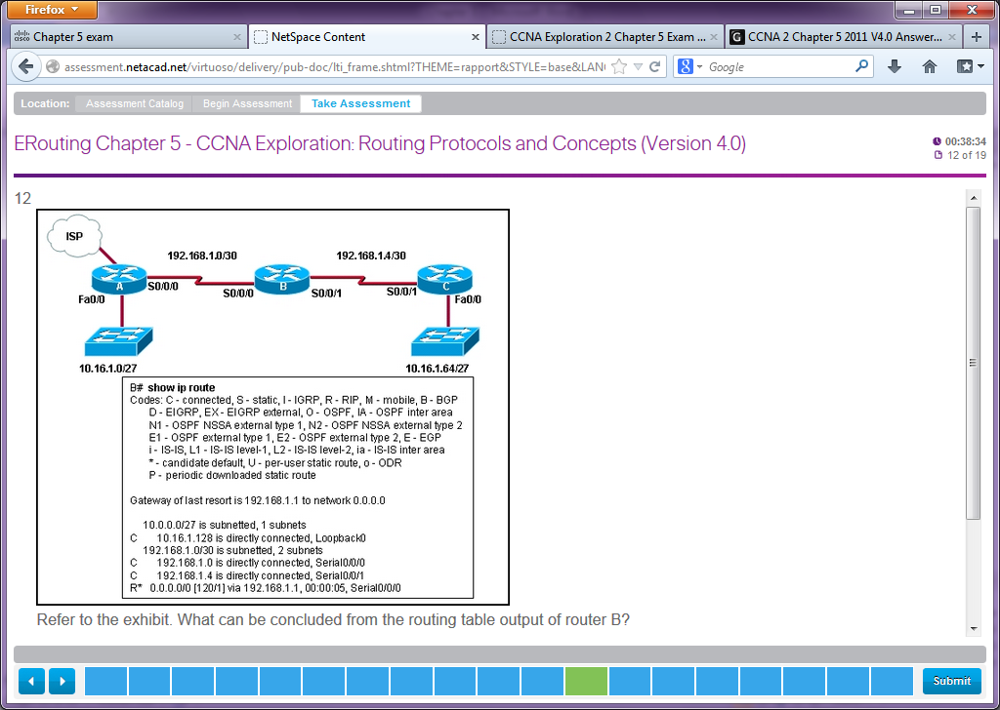 Firefox
Chapter 5 exam
NetSpace Content
CCNA Exploration 2 Chapter 5 Exam ...
CCNA 2 Chapter 5 2011 V4.0 Answer...
assessment.netacad.net/virtuoso/delivery/pub-doc/lti_frame.shtml?THEME=rapport&STYLE=base&LAN
Google
Location: Assessment Catalog Begin Assessment Take Assessment
ERouting Chapter 5 - CCNA Exploration: Routing Protocols and Concepts (Version 4.0)
00:38:34
12 of 19
12
ISP
192.168.1.0/30
192.168.1.4/30
A
B
C
S0/0/0
S0/0/0
S0/0/1
S0/0/1
Fa0/0
Fa0/0
10.16.1.0/27
10.16.1.64/27
B# show ip route
Codes: C - connected, S - static, I - IGRP, R - RIP, M - mobile, B - BGP
D - EIGRP, EX - EIGRP external, O - OSPF, IA - OSPF inter area
N1 - OSPF NSSA external type 1, N2 - OSPF NSSA external type 2
E1 - OSPF external type 1, E2 - OSPF external type 2, E - EGP
i - IS-IS, L1 - IS-IS level-1, L2 - IS-IS level-2, ia - IS-IS inter area
* - candidate default, U - per-user static route, o - ODR
P - periodic downloaded static route
Gateway of last resort is 192.168.1.1 to network 0.0.0.0
10.0.0.0/27 is subnetted, 1 subnets
C 10.16.1.128 is directly connected, Loopback0
192.168.1.0/30 is subnetted, 2 subnets
C 192.168.1.0 is directly connected, Serial0/0/0
C 192.168.1.4 is directly connected, Serial0/0/1
R* 0.0.0.0/0 [120/1] via 192.168.1.1, 00:00:05, Serial0/0/0
Refer to the exhibit. What can be concluded from the routing table output of router B?
Submit